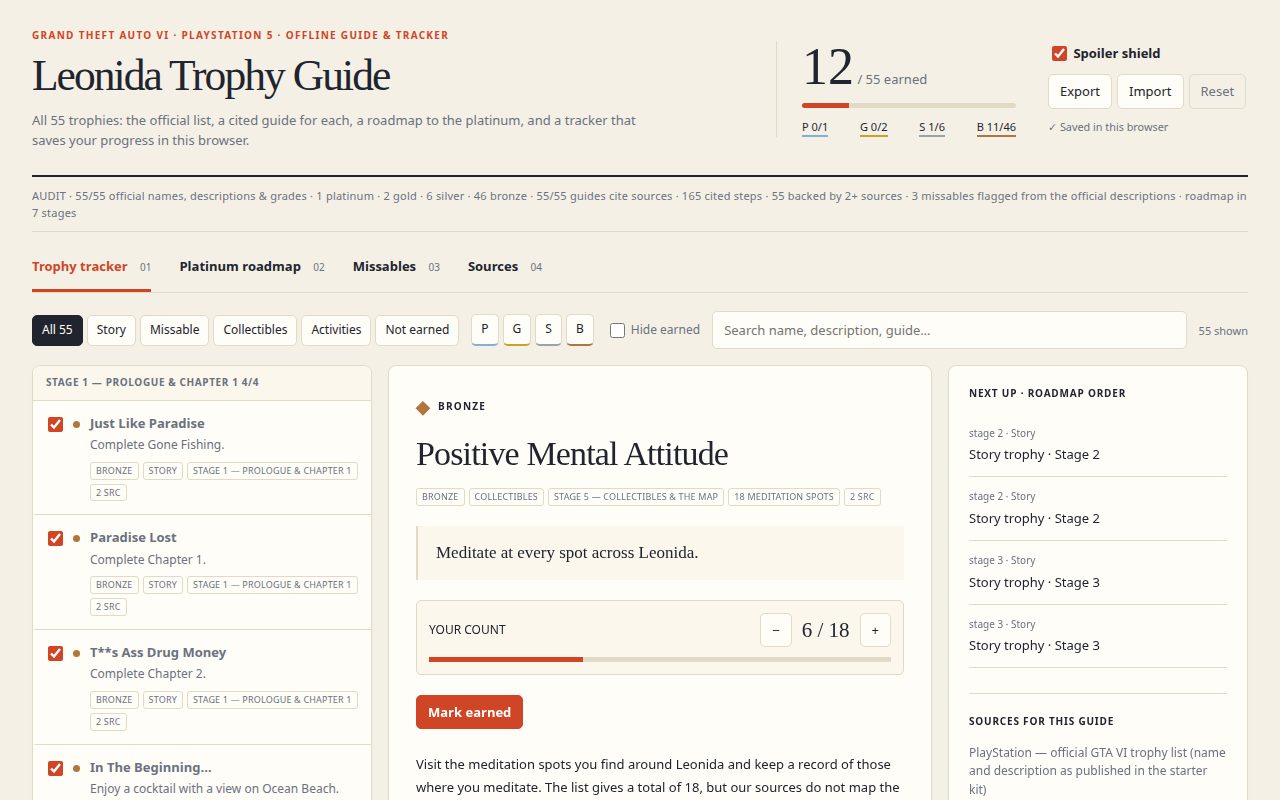 GRAND THEFT AUTO VI · PLAYSTATION 5 · OFFLINE GUIDE & TRACKER
Leonida Trophy Guide
All 55 trophies: the official list, a cited guide for each, a roadmap to the platinum, and a tracker that
saves your progress in this browser.
12 / 55 earned
P 0/1
G 0/2
S 1/6
B 11/46
Spoiler shield
Export
Import
Reset
✓ Saved in this browser
AUDIT · 55/55 official names, descriptions & grades · 1 platinum · 2 gold · 6 silver · 46 bronze · 55/55 guides cite sources · 165 cited steps · 55 backed by 2+ sources · 3 missables flagged from the official descriptions · roadmap in
7 stages
Trophy tracker 01
Platinum roadmap 02
Missables 03
Sources 04
All 55
Story
Missable
Collectibles
Activities
Not earned
P
G
S
B
Hide earned
Search name, description, guide…
55 shown
STAGE 1 — PROLOGUE & CHAPTER 1 4/4
Just Like Paradise
Complete Gone Fishing.
BRONZE STORY STAGE 1 — PROLOGUE & CHAPTER 1
2 SRC
Paradise Lost
Complete Chapter 1.
BRONZE STORY STAGE 1 — PROLOGUE & CHAPTER 1
2 SRC
T**s Ass Drug Money
Complete Chapter 2.
BRONZE STORY STAGE 1 — PROLOGUE & CHAPTER 1
2 SRC
In The Beginning…
Enjoy a cocktail with a view on Ocean Beach.
BRONZE
Positive Mental Attitude
BRONZE COLLECTIBLES STAGE 5 — COLLECTIBLES & THE MAP 18 MEDITATION SPOTS 2 SRC
Meditate at every spot across Leonida.
YOUR COUNT
− 6 / 18 +
Mark earned
Visit the meditation spots you find around Leonida and keep a record of those
where you meditate. The list gives a total of 18, but our sources do not map the
NEXT UP · ROADMAP ORDER
stage 2 · Story
Story trophy · Stage 2
stage 2 · Story
Story trophy · Stage 2
stage 3 · Story
Story trophy · Stage 3
stage 3 · Story
Story trophy · Stage 3
SOURCES FOR THIS GUIDE
PlayStation — official GTA VI trophy list (name
and description as published in the starter
kit)